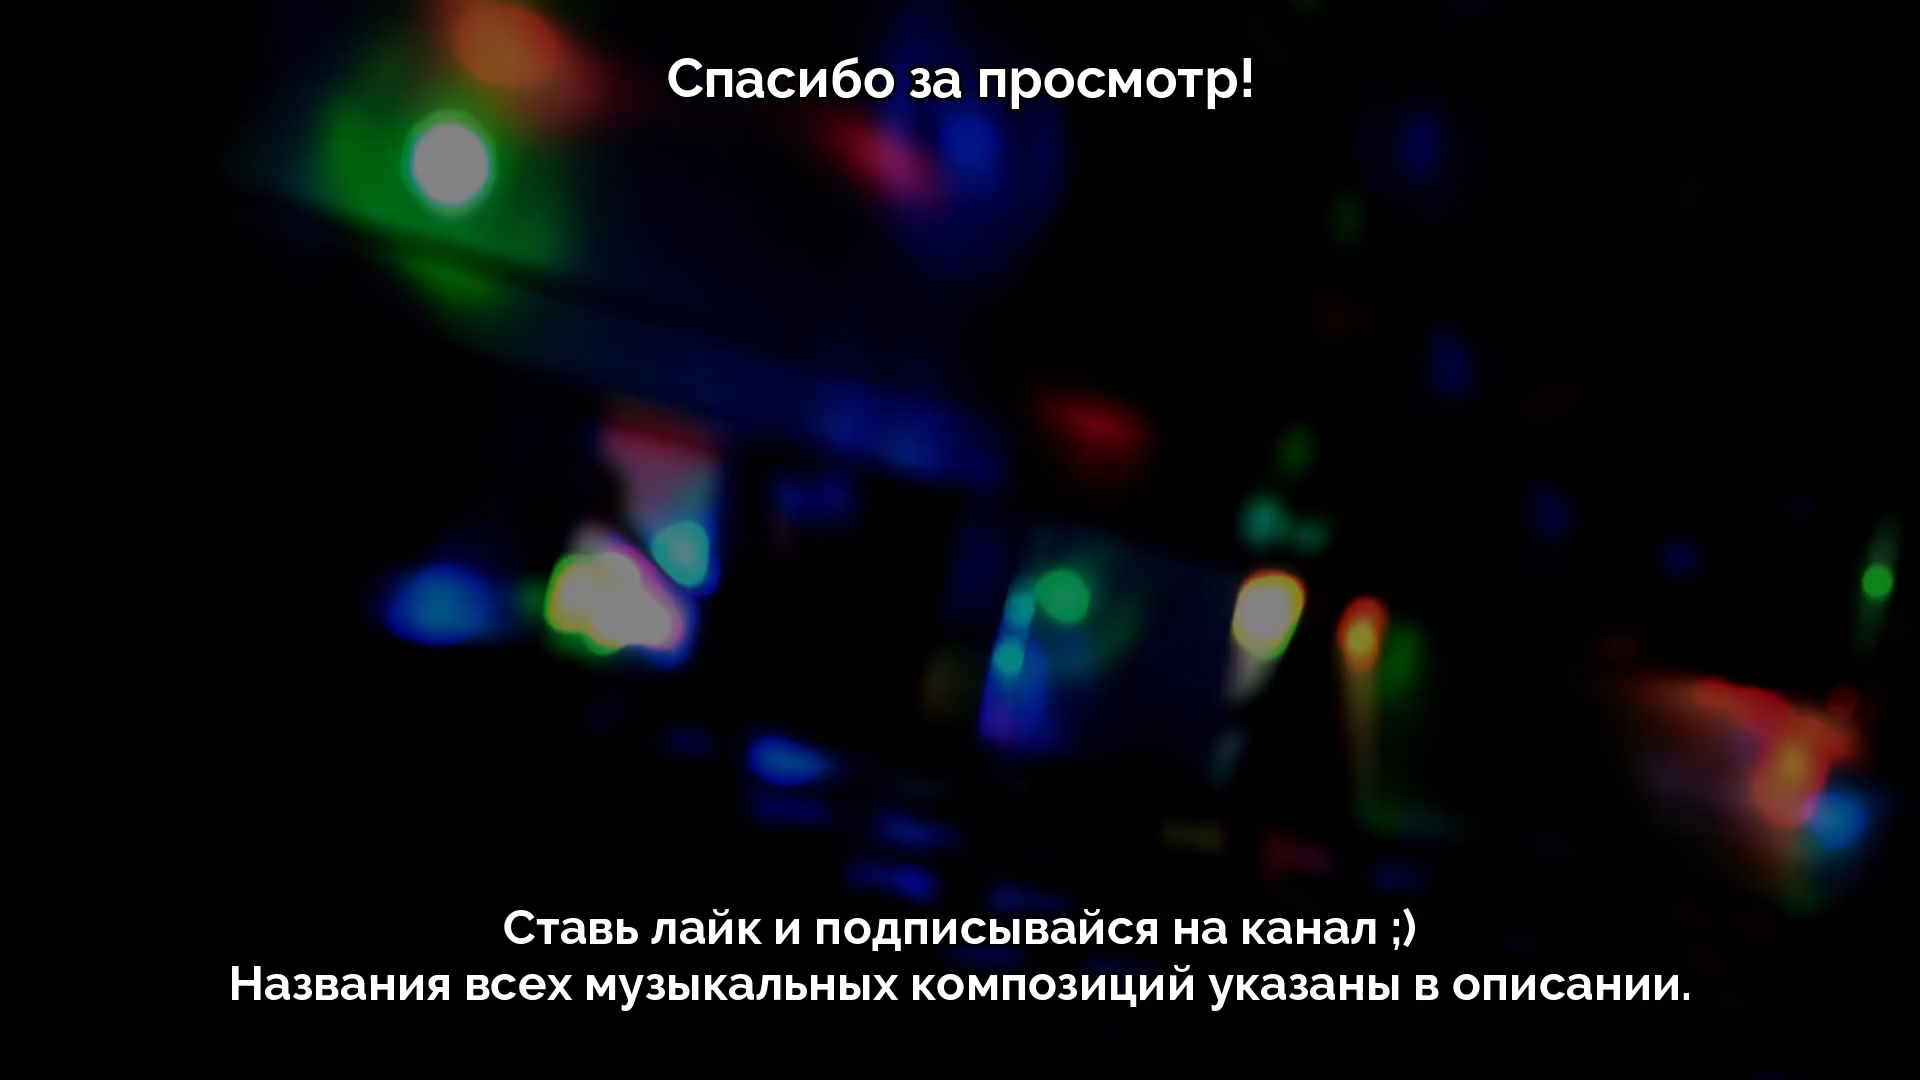 Спасибо за просмотр!
Ставь лайк и подписывайся на канал ;)
Названия всех музыкальных композиций указаны в описании.